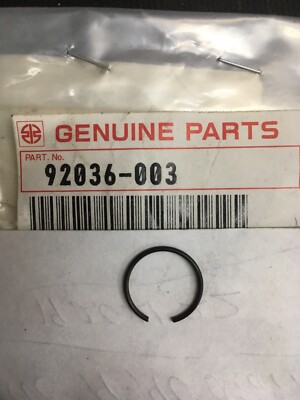 GENUINE PARTS
PART. No.
92036-003